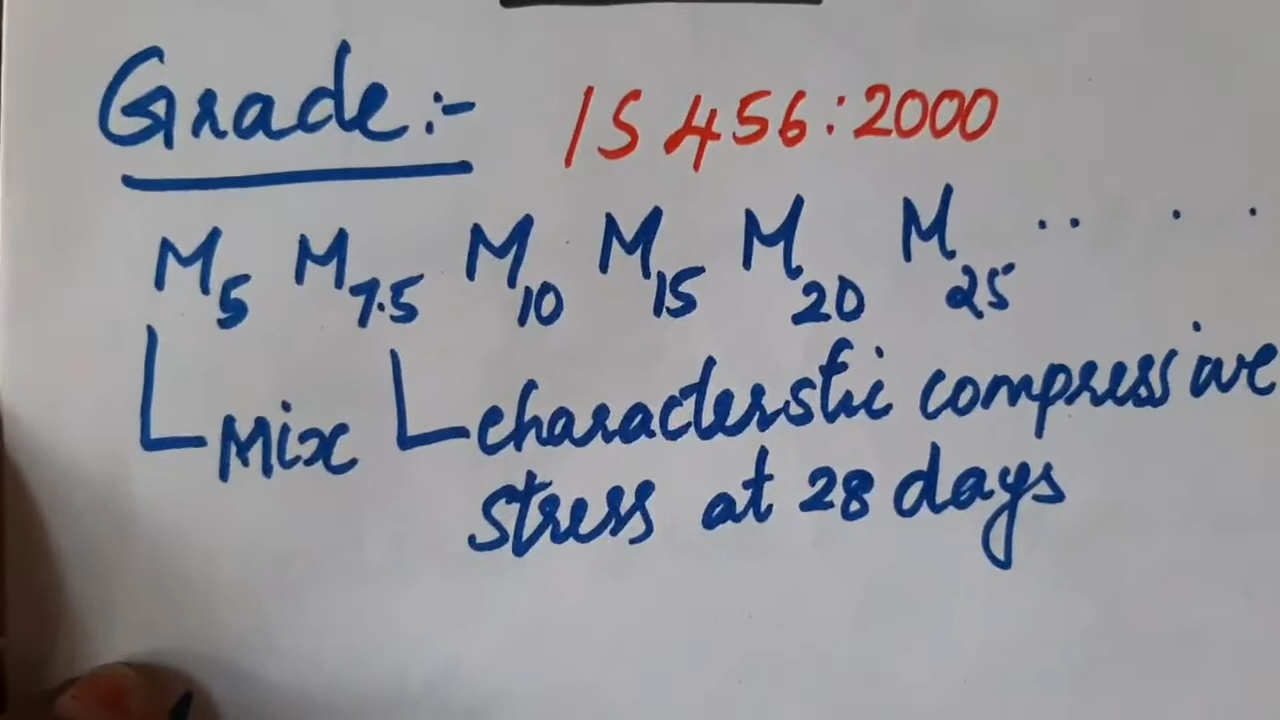 Grade:- IS 456:2000
M5 M7.5 M10 M15 M20 M25 .. . .
Mix characterstic compressive
stress at 28 days